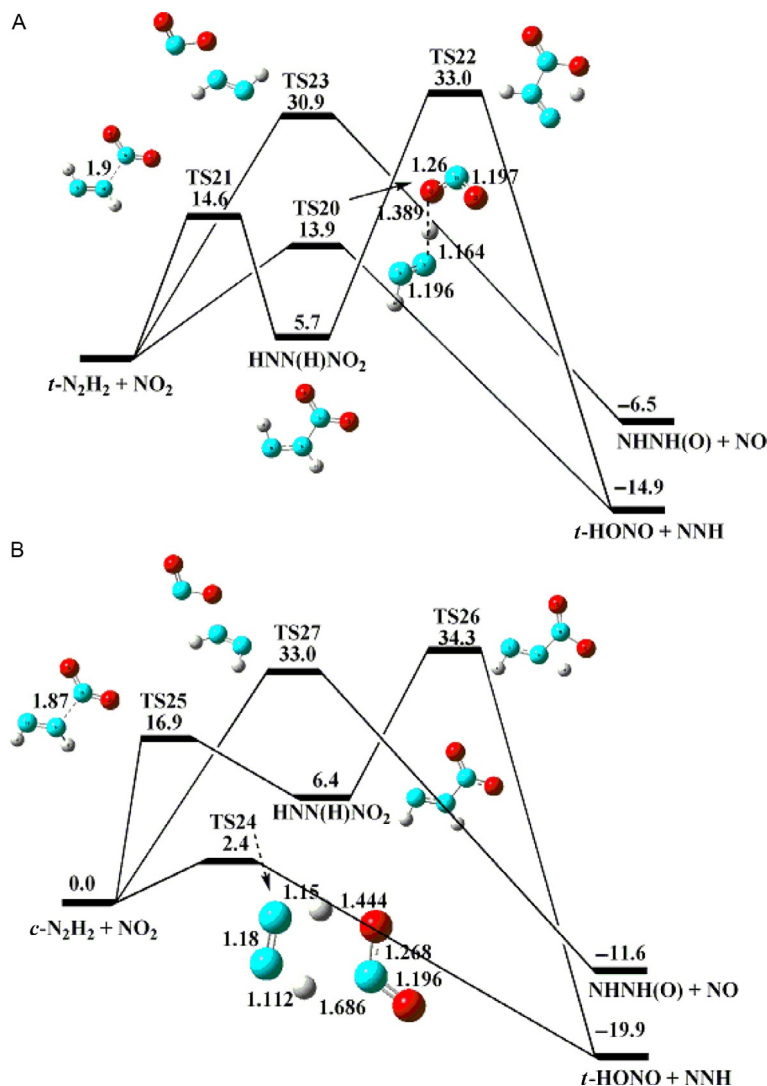 A
TS23
30.9
TS22
33.0
1.9
TS21
14.6
TS20
13.9
1.26
1.197
1.389
1.164
1.196
5.7
HNN(H)NO₂
t-N₂H₂ + NO₂
−6.5
NHNH(O) + NO
−14.9
t-HONO + NNH
B
TS27
33.0
TS26
34.3
1.87
TS25
16.9
6.4
HNN(H)NO₂
TS24
2.4
0.0
c-N₂H₂ + NO₂
1.15
1.444
1.18
1.268
1.196
1.112
1.686
−11.6
NHNH(O) + NO
−19.9
t-HONO + NNH